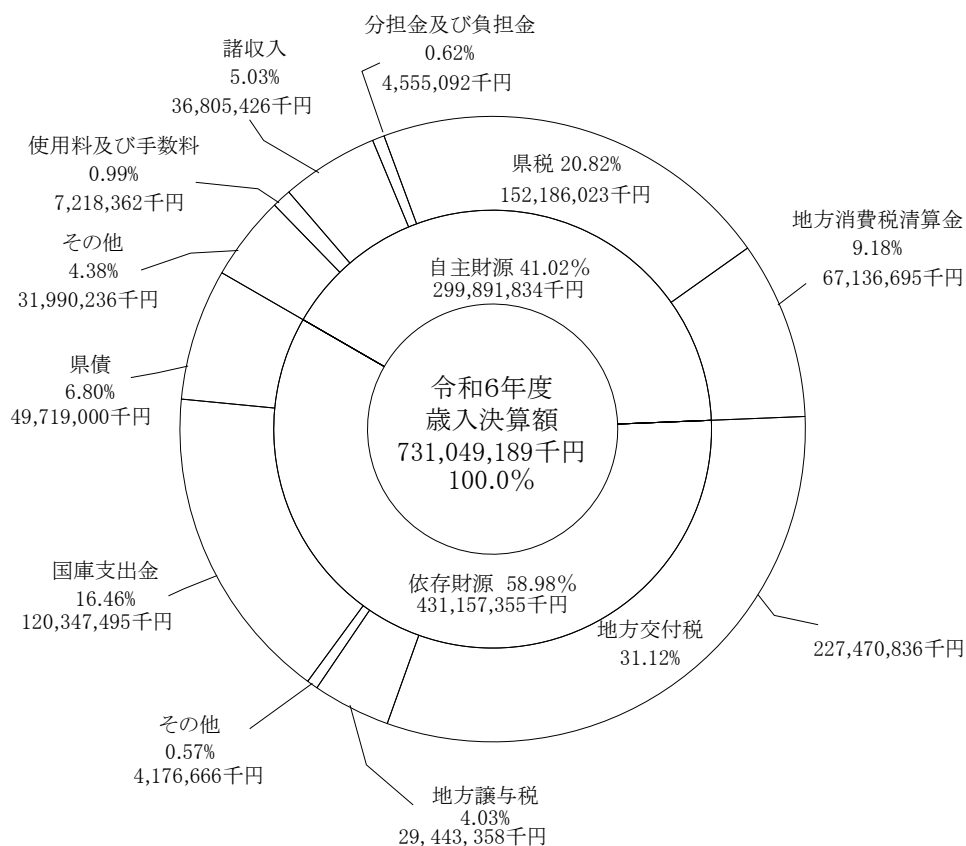 分担金及び負担金
0.62%
4,555,092千円
諸収入
5.03%
36,805,426千円
使用料及び手数料
0.99%
7,218,362千円
その他
4.38%
31,990,236千円
県債
6.80%
49,719,000千円
県税 20.82%
152,186,023千円
地方消費税清算金
9.18%
67,136,695千円
自主財源 41.02%
299,891,834千円
令和6年度
歳入決算額
731,049,189千円
100.0%
依存財源 58.98%
431,157,355千円
地方交付税
31.12%
227,470,836千円
国庫支出金
16.46%
120,347,495千円
その他
0.57%
4,176,666千円
地方譲与税
4.03%
29,443,358千円